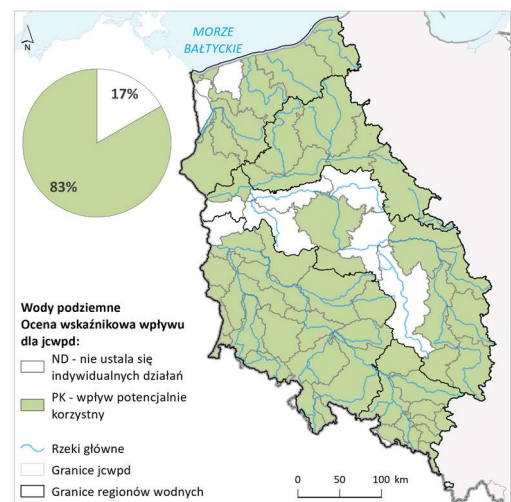 N
MORZE
BAŁTYCKIE
17%
83%
Wody podziemne
Ocena wskaźnikowa wpływu
dla jcwpd:
ND - nie ustala się
indywidualnych działań
PK - wpływ potencjalnie
korzystny
Rzeki główne
Granice jcwpd
Granice regionów wodnych
0 50 100 km